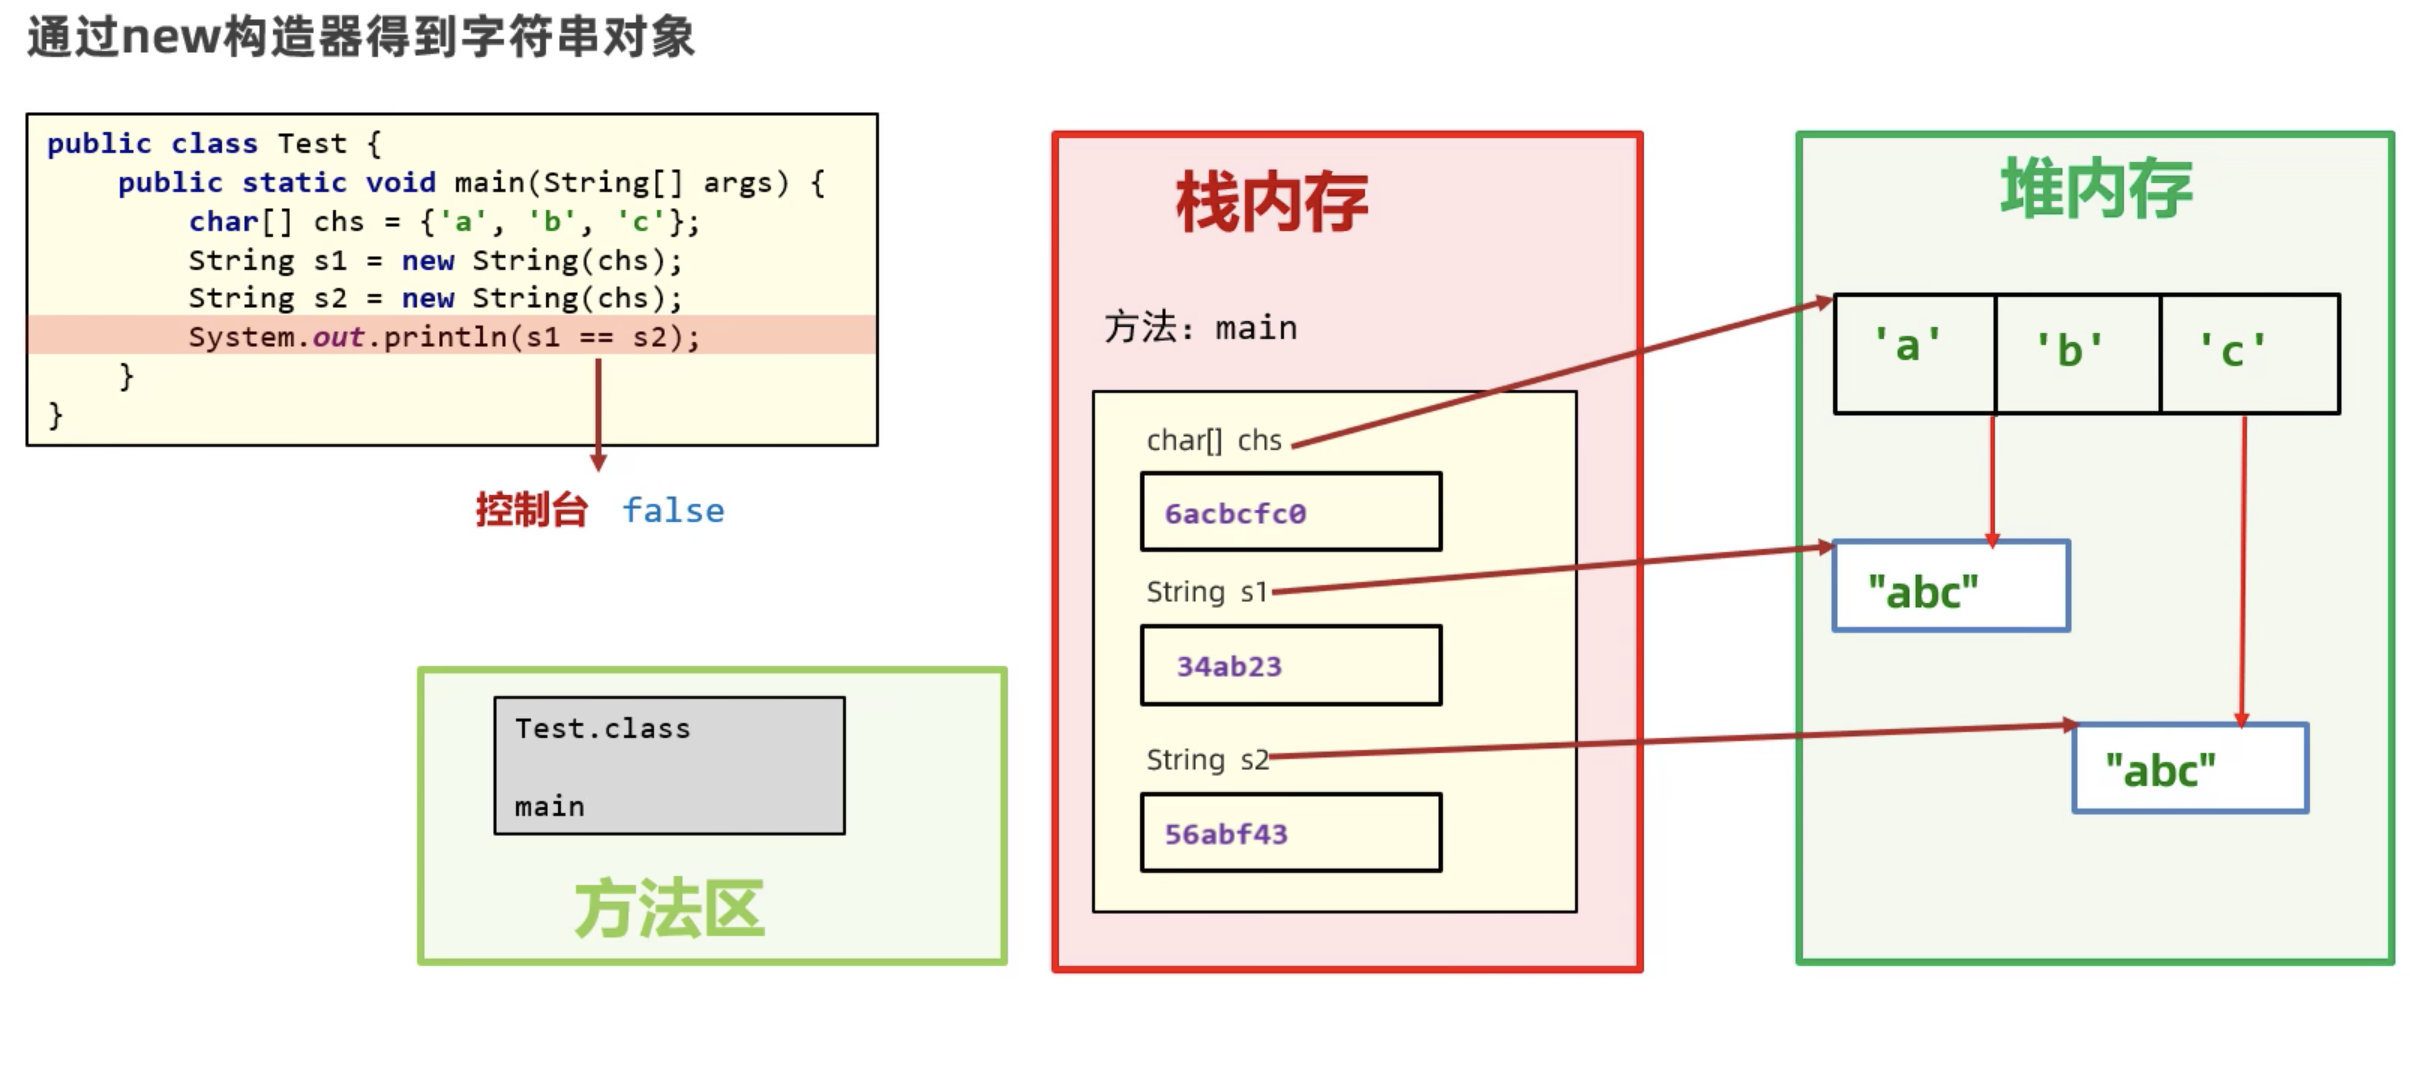 通过new构造器得到字符串对象
public class Test {
public static void main(String[] args) {
char[] chs = {'a', 'b', 'c'};
String s1 = new String(chs);
String s2 = new String(chs);
System.out.println(s1 == s2);
}
}
控制台 false
Test.class
main
方法区
栈内存
方法：main
char[] chs
6acbcfc0
String s1
34ab23
String s2
56abf43
堆内存
'a' 'b' 'c'
"abc"
"abc"